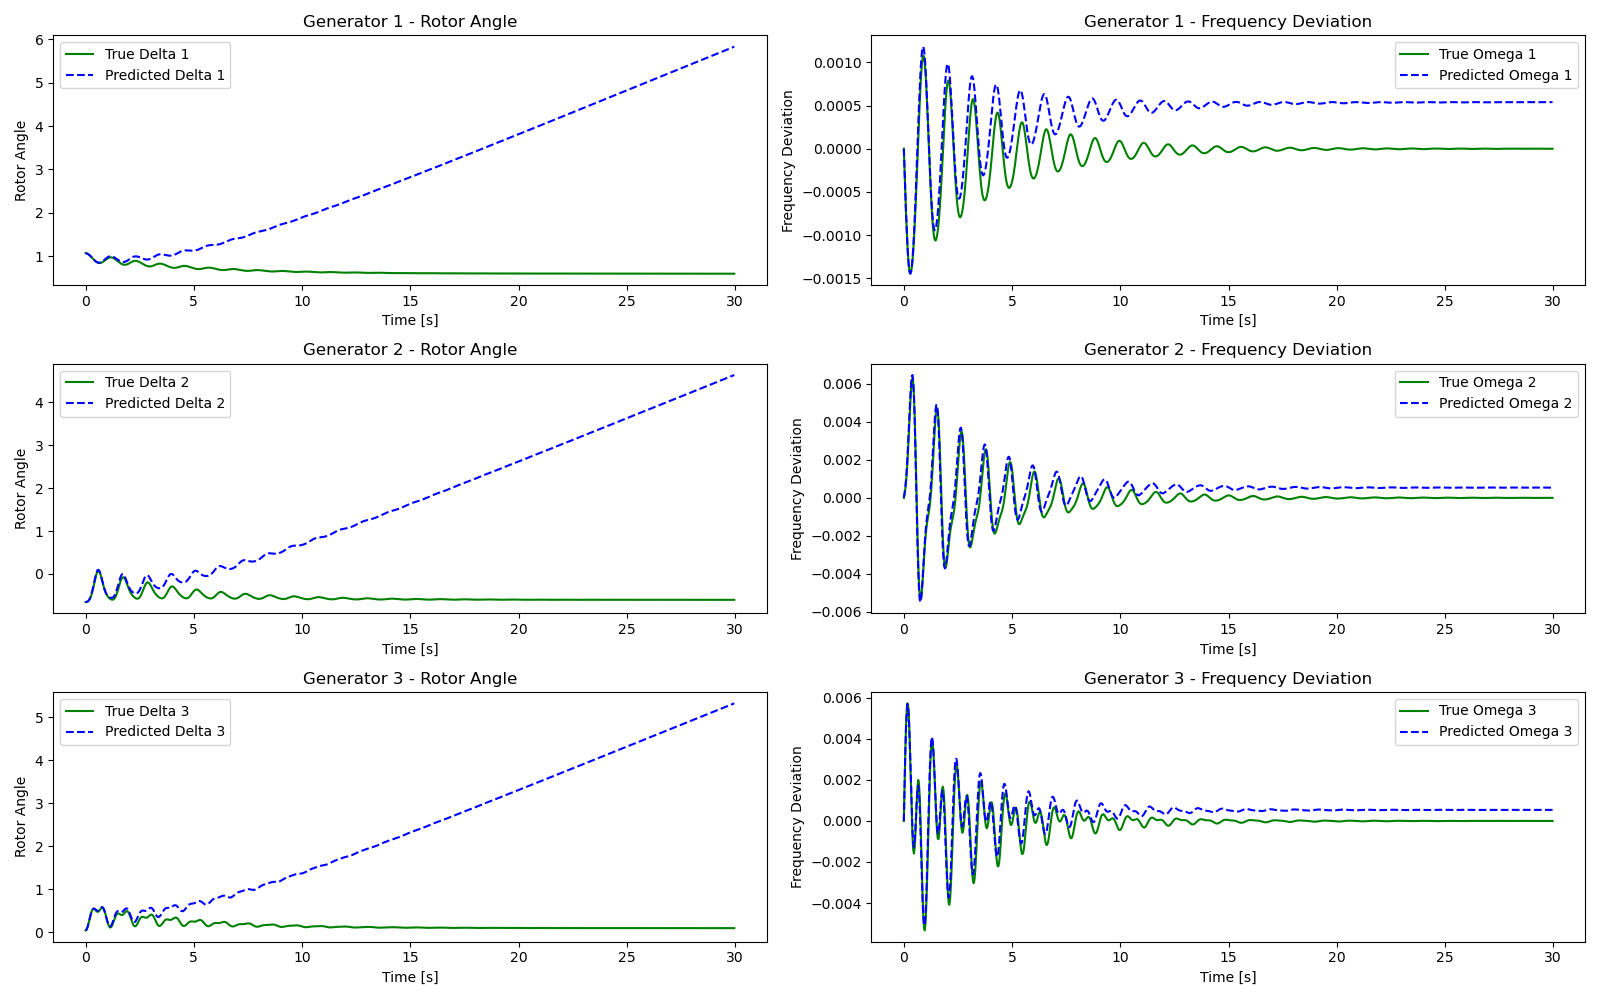 Generator 1 - Rotor Angle
Rotor Angle
6
5
4
3
2
1
True Delta 1
Predicted Delta 1
0 5 10 15 20 25 30
Time [s]
Generator 1 - Frequency Deviation
Frequency Deviation
0.0010
0.0005
0.0000
−0.0005
−0.0010
−0.0015
True Omega 1
Predicted Omega 1
0 5 10 15 20 25 30
Time [s]
Generator 2 - Rotor Angle
Rotor Angle
4
3
2
1
0
True Delta 2
Predicted Delta 2
0 5 10 15 20 25 30
Time [s]
Generator 2 - Frequency Deviation
Frequency Deviation
0.006
0.004
0.002
0.000
−0.002
−0.004
−0.006
True Omega 2
Predicted Omega 2
0 5 10 15 20 25 30
Time [s]
Generator 3 - Rotor Angle
Rotor Angle
5
4
3
2
1
0
True Delta 3
Predicted Delta 3
0 5 10 15 20 25 30
Time [s]
Generator 3 - Frequency Deviation
Frequency Deviation
0.006
0.004
0.002
0.000
−0.002
−0.004
True Omega 3
Predicted Omega 3
0 5 10 15 20 25 30
Time [s]